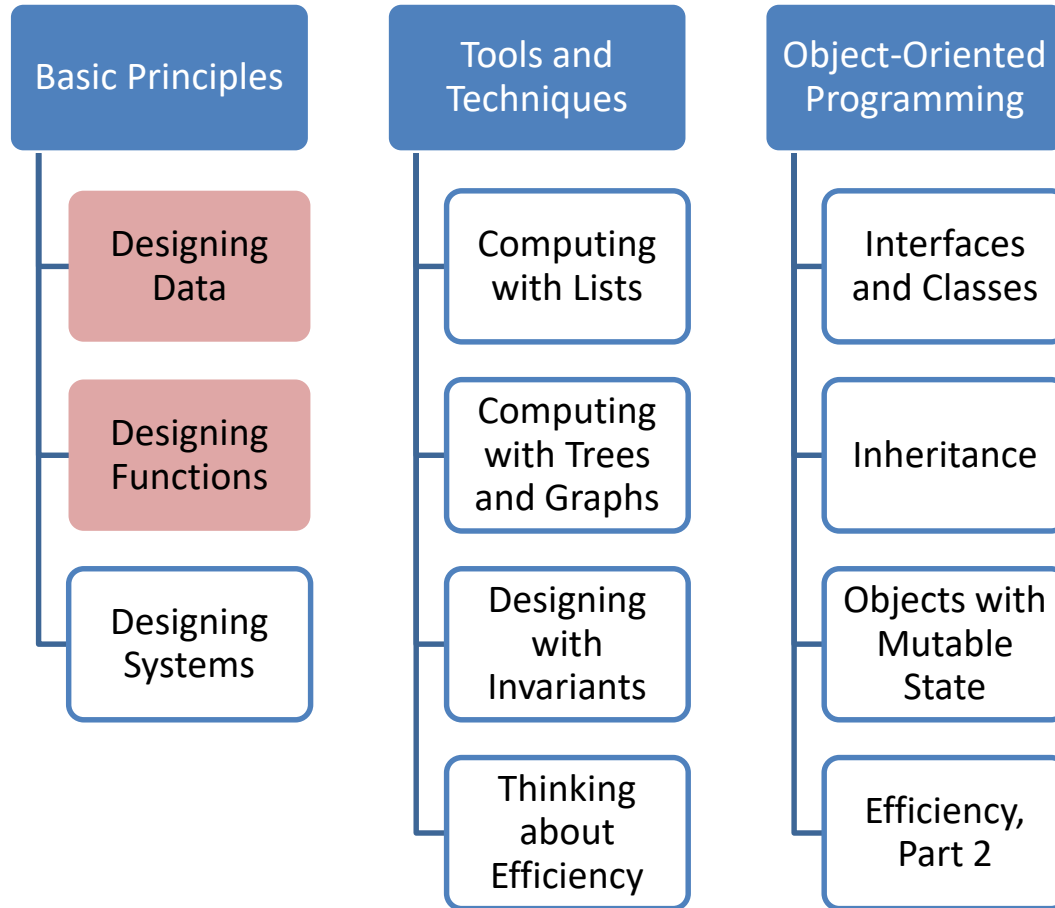 Basic Principles
Designing
Data
Designing
Functions
Designing
Systems
Tools and
Techniques
Computing
with Lists
Computing
with Trees
and Graphs
Designing
with
Invariants
Thinking
about
Efficiency
Object-Oriented
Programming
Interfaces
and Classes
Inheritance
Objects with
Mutable
State
Efficiency,
Part 2